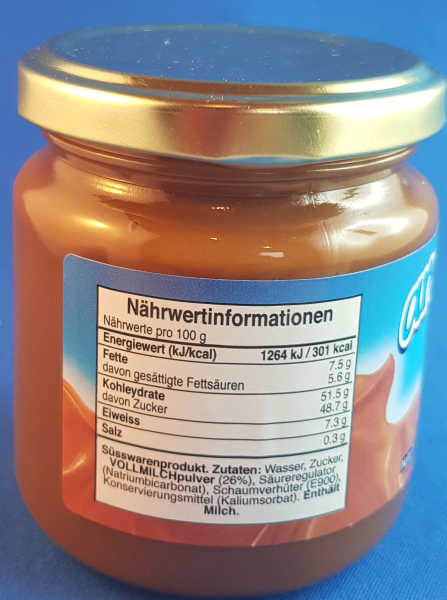 Nährwertinformationen
Nährwerte pro 100 g
Energiewert (kJ/kcal) 1264 kJ / 301 kcal
Fette 7.5 g
davon gesättigte Fettsäuren 5.6 g
Kohleydrate 51.5 g
davon Zucker 48.7 g
Eiweiss 7.3 g
Salz 0.3 g
Süsswarenprodukt. Zutaten: Wasser, Zucker,
VOLLMILCHpulver (26%), Säureregulator
(Natriumbicarbonat), Schaumverhüter (E900),
Konservierungsmittel (Kaliumsorbat). Enthält
Milch.